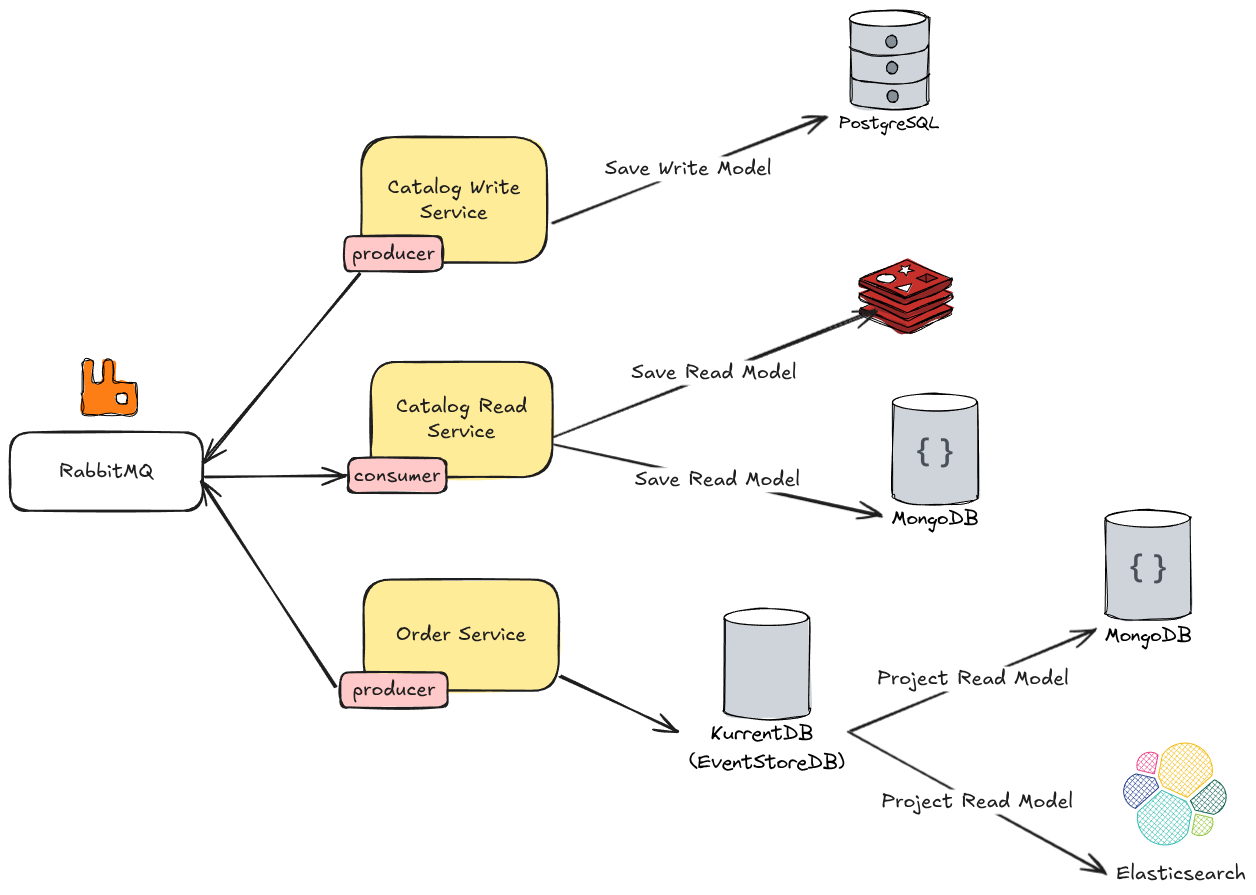 PostgreSQL
Save Write Model
Catalog Write
Service
producer
Save Read Model
Catalog Read
Service
consumer
RabbitMQ
Save Read Model
{ }
MongoDB
{ }
MongoDB
Order Service
producer
Project Read Model
KurrentDB
(EventStoreDB)
Project Read Model
Elasticsearch